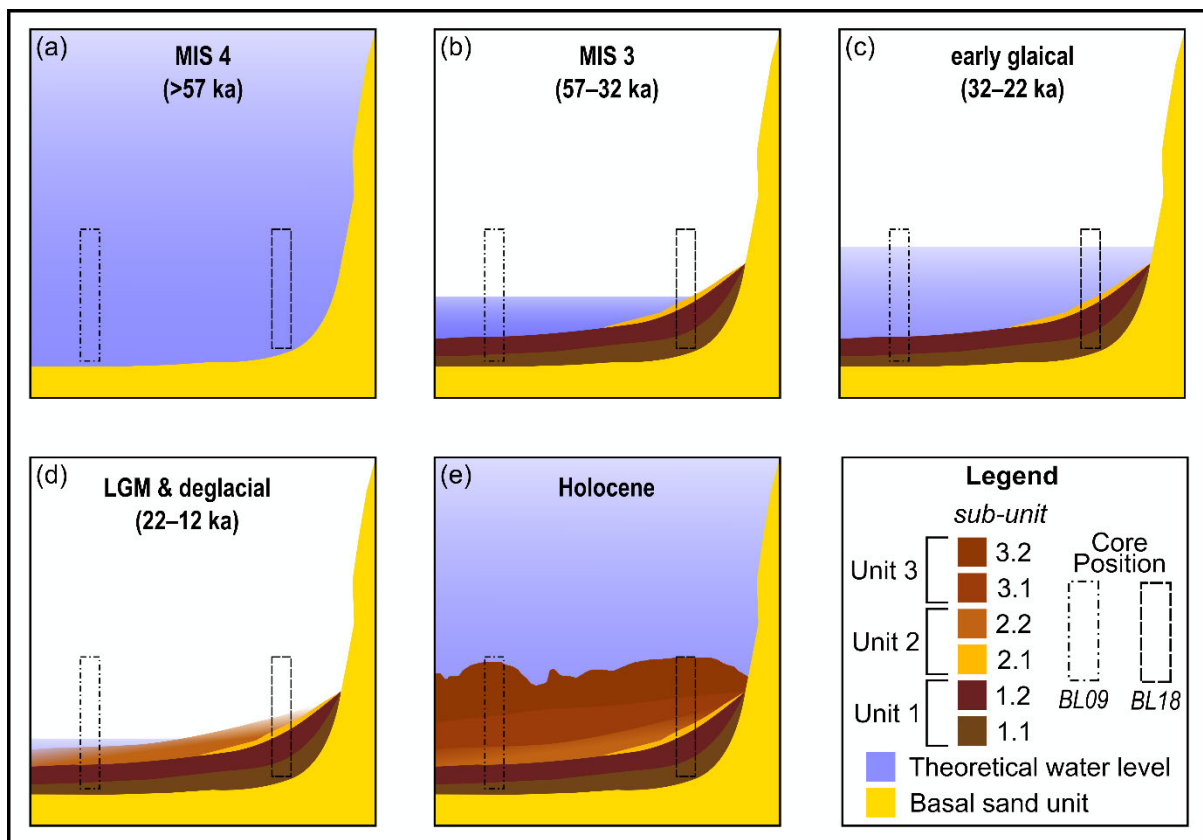 (a)
MIS 4
(>57 ka)
(b)
MIS 3
(57–32 ka)
(c)
early glaical
(32–22 ka)
(d)
LGM & deglacial
(22–12 ka)
(e)
Holocene
Legend
sub-unit
Core
Position
Unit 3
3.2
3.1
Unit 2
2.2
2.1
Unit 1
1.2
1.1
BL09
BL18
Theoretical water level
Basal sand unit